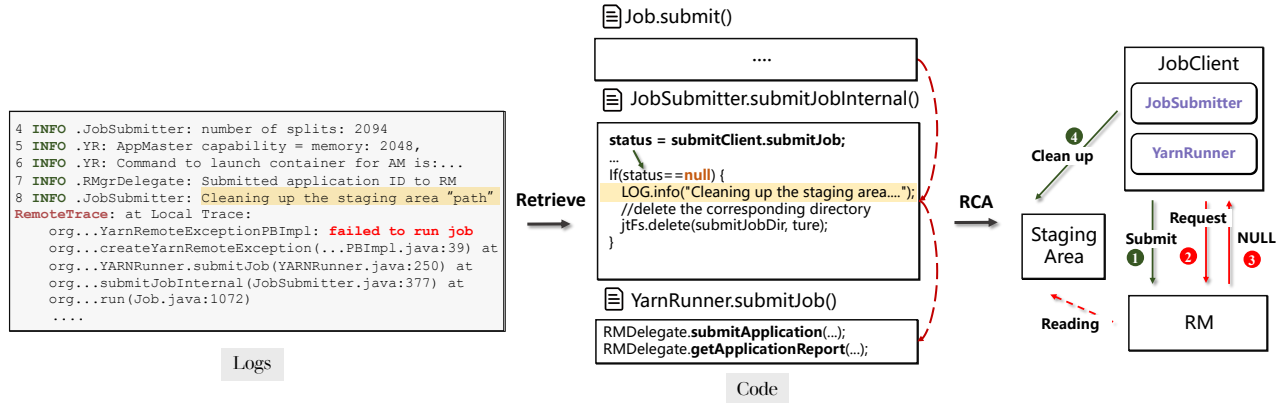 4 INFO .JobSubmitter: number of splits: 2094
5 INFO .YR: AppMaster capability = memory: 2048,
6 INFO .YR: Command to launch container for AM is:...
7 INFO .RMgrDelegate: Submitted application ID to RM
8 INFO .JobSubmitter: Cleaning up the staging area “path”
RemoteTrace: at Local Trace:
org...YarnRemoteExceptionPBImpl: failed to run job
org...createYarnRemoteException(...PBImpl.java:39) at
org...YARNRunner.submitJob(YARNRunner.java:250) at
org...submitJobInternal(JobSubmitter.java:377) at
org...run(Job.java:1072)
....
Logs
Retrieve
Job.submit()
....
JobSubmitter.submitJobInternal()
status = submitClient.submitJob;
...
If(status==null) {
LOG.info("Cleaning up the staging area....");
//delete the corresponding directory
jtFs.delete(submitJobDir, ture);
}
YarnRunner.submitJob()
RMDelegate.submitApplication(...);
RMDelegate.getApplicationReport(...);
Code
RCA
JobClient
JobSubmitter
YarnRunner
4
Clean up
Staging
Area
Submit
1
Request
2
NULL
3
Reading
RM